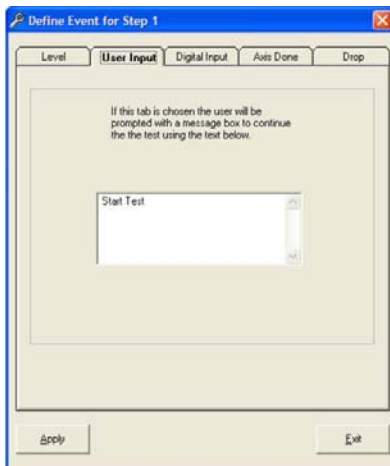 Define Event for Step 1
Level User Input Digital Input Axis Done Drop
If this tab is chosen the user will be
prompted with a message box to continue
the the test using the text below.
Start Test
Apply Exit